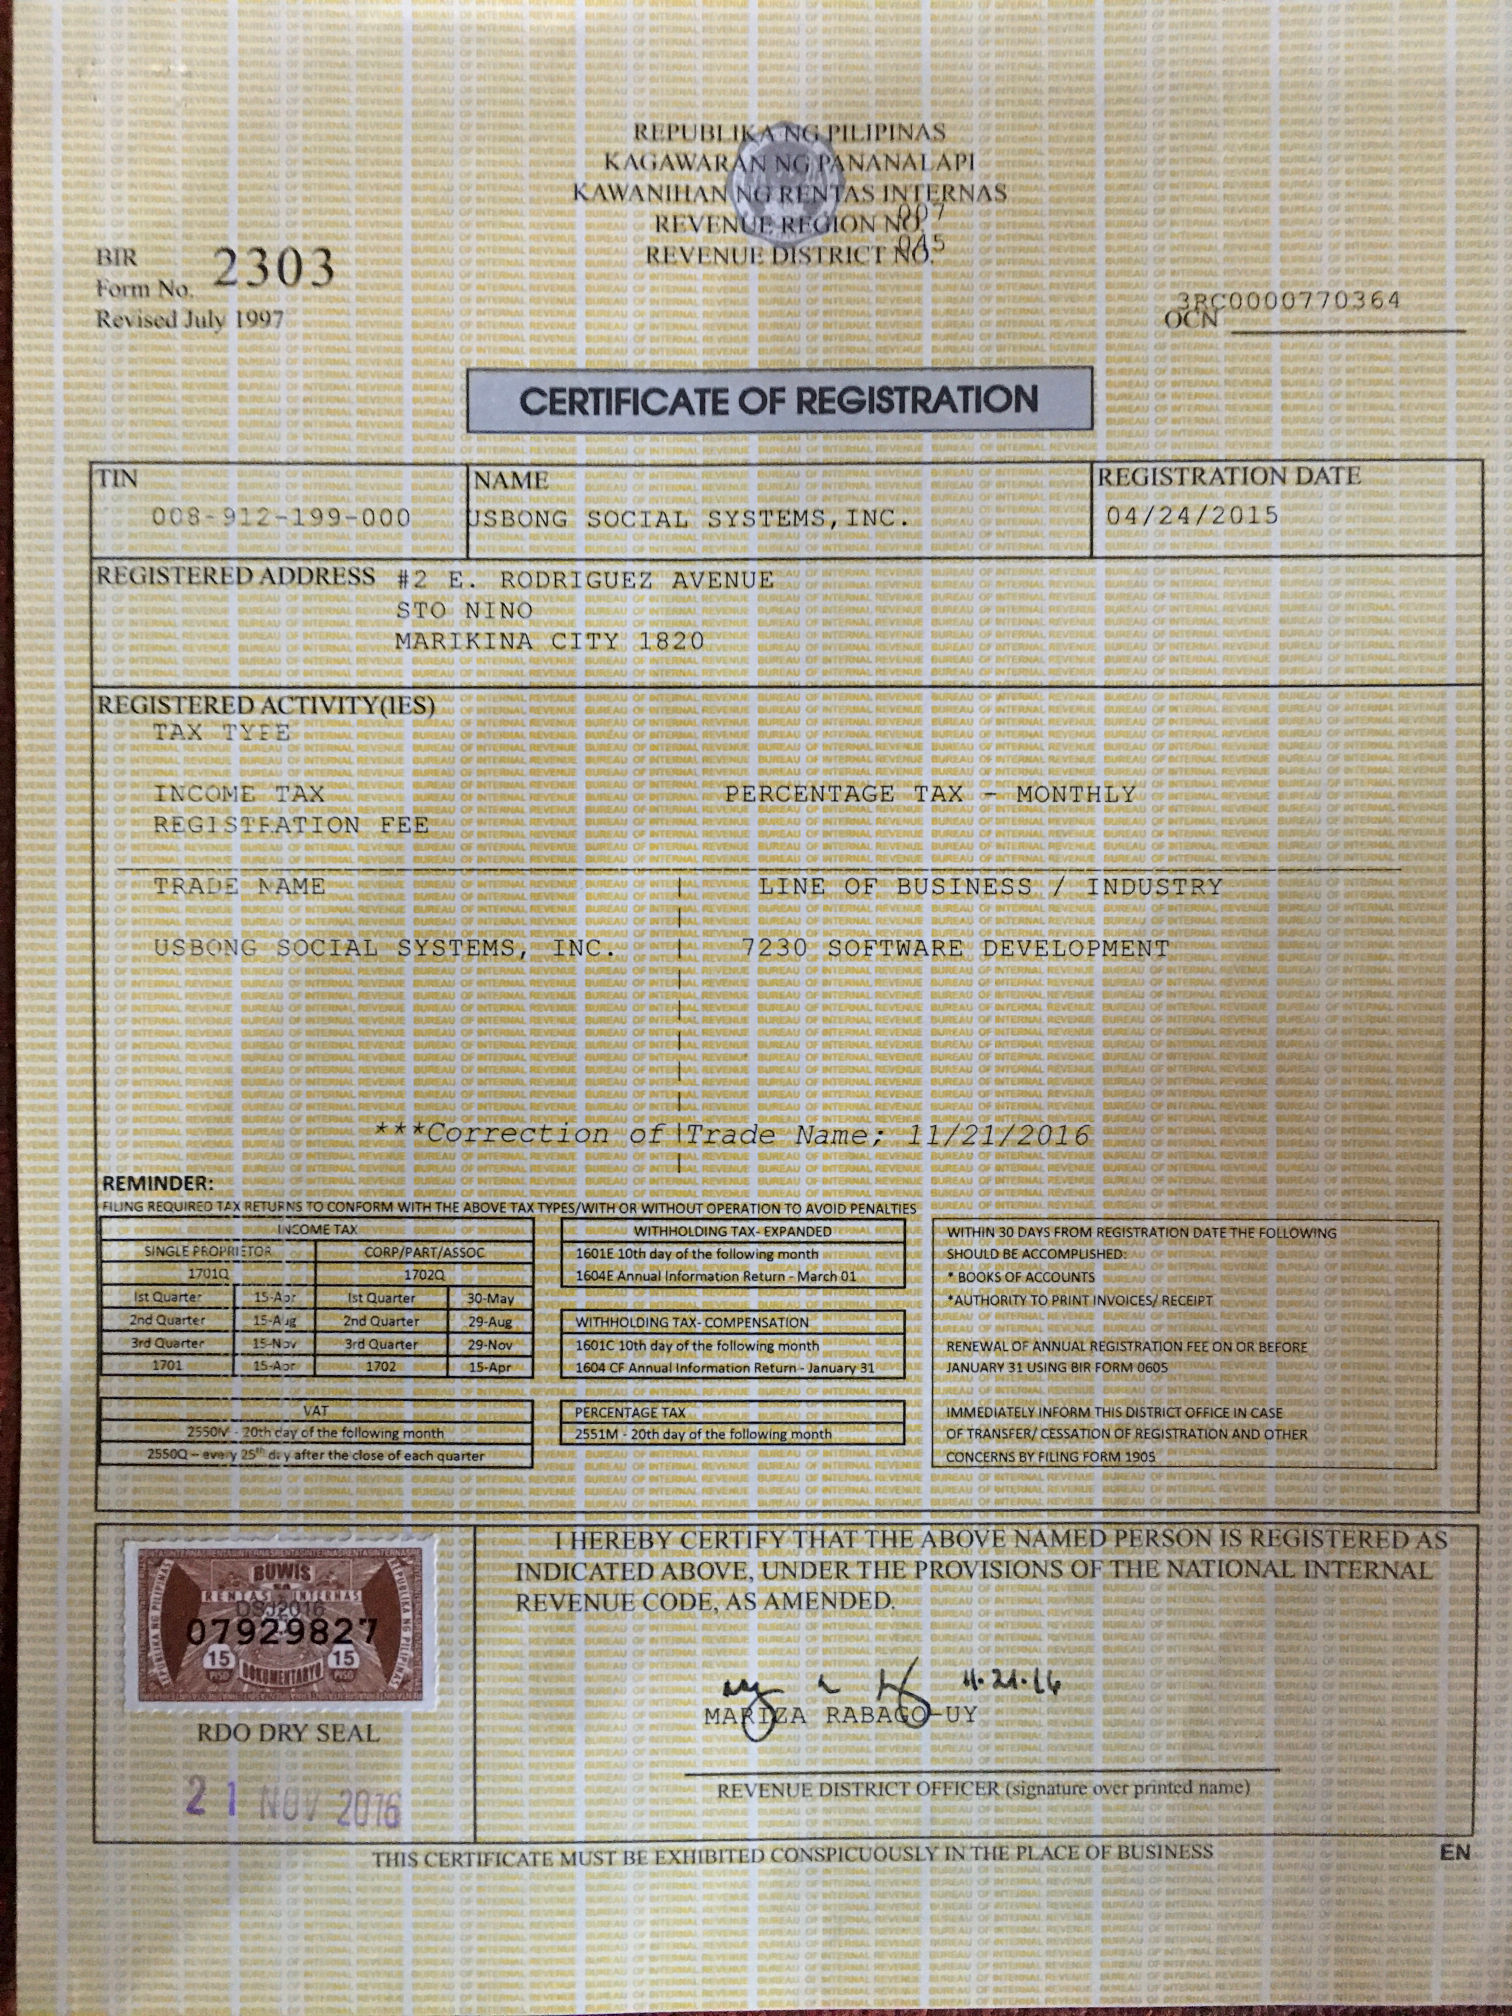 REPUBLIKA NG PILIPINAS
KAGAWARAN NG PANANALAPI
KAWANIHAN NG RENTAS INTERNAS
REVENUE REGION NO. 007
REVENUE DISTRICT NO. 045
BIR
Form No. 2303
Revised July 1997
OCN 3RC0000770364
CERTIFICATE OF REGISTRATION
TIN
008-912-199-000
NAME
USBONG SOCIAL SYSTEMS, INC.
REGISTRATION DATE
04/24/2015
REGISTERED ADDRESS #2 E. RODRIGUEZ AVENUE
STO NINO
MARIKINA CITY 1820
REGISTERED ACTIVITY(IES)
TAX TYPE
INCOME TAX PERCENTAGE TAX - MONTHLY
REGISTRATION FEE
TRADE NAME | LINE OF BUSINESS / INDUSTRY
USBONG SOCIAL SYSTEMS, INC. | 7230 SOFTWARE DEVELOPMENT
***Correction of Trade Name; 11/21/2016
REMINDER:
FILING REQUIRED TAX RETURNS TO CONFORM WITH THE ABOVE TAX TYPES/WITH OR WITHOUT OPERATION TO AVOID PENALTIES
INCOME TAX
SINGLE PROPRIETOR CORP/PART/ASSOC
1701Q 1702Q
1st Quarter 15-Apr 1st Quarter 30-May
2nd Quarter 15-Aug 2nd Quarter 29-Aug
3rd Quarter 15-Nov 3rd Quarter 29-Nov
1701 15-Apr 1702 15-Apr
VAT
2550M - 20th day of the following month
2550Q – every 25th day after the close of each quarter
WITHHOLDING TAX- EXPANDED
1601E 10th day of the following month
1604E Annual Information Return - March 01
WITHHOLDING TAX- COMPENSATION
1601C 10th day of the following month
1604 CF Annual Information Return - January 31
PERCENTAGE TAX
2551M - 20th day of the following month
WITHIN 30 DAYS FROM REGISTRATION DATE THE FOLLOWING
SHOULD BE ACCOMPLISHED:
* BOOKS OF ACCOUNTS
*AUTHORITY TO PRINT INVOICES/ RECEIPT
RENEWAL OF ANNUAL REGISTRATION FEE ON OR BEFORE
JANUARY 31 USING BIR FORM 0605
IMMEDIATELY INFORM THIS DISTRICT OFFICE IN CASE
OF TRANSFER/ CESSATION OF REGISTRATION AND OTHER
CONCERNS BY FILING FORM 1905
BUWIS
RENTAS INTERNAS
DSJ2016
07929827
15 PISO
15 PISO
DOKUMENTARYO
REPUBLIKA NG PILIPINAS
REPUBLIKA NG PILIPINAS
RDO DRY SEAL
21 NOV 2016
I HEREBY CERTIFY THAT THE ABOVE NAMED PERSON IS REGISTERED AS
INDICATED ABOVE, UNDER THE PROVISIONS OF THE NATIONAL INTERNAL
REVENUE CODE, AS AMENDED.
11.21.16
MARIZA RABAGO-UY
REVENUE DISTRICT OFFICER (signature over printed name)
THIS CERTIFICATE MUST BE EXHIBITED CONSPICUOUSLY IN THE PLACE OF BUSINESS
EN